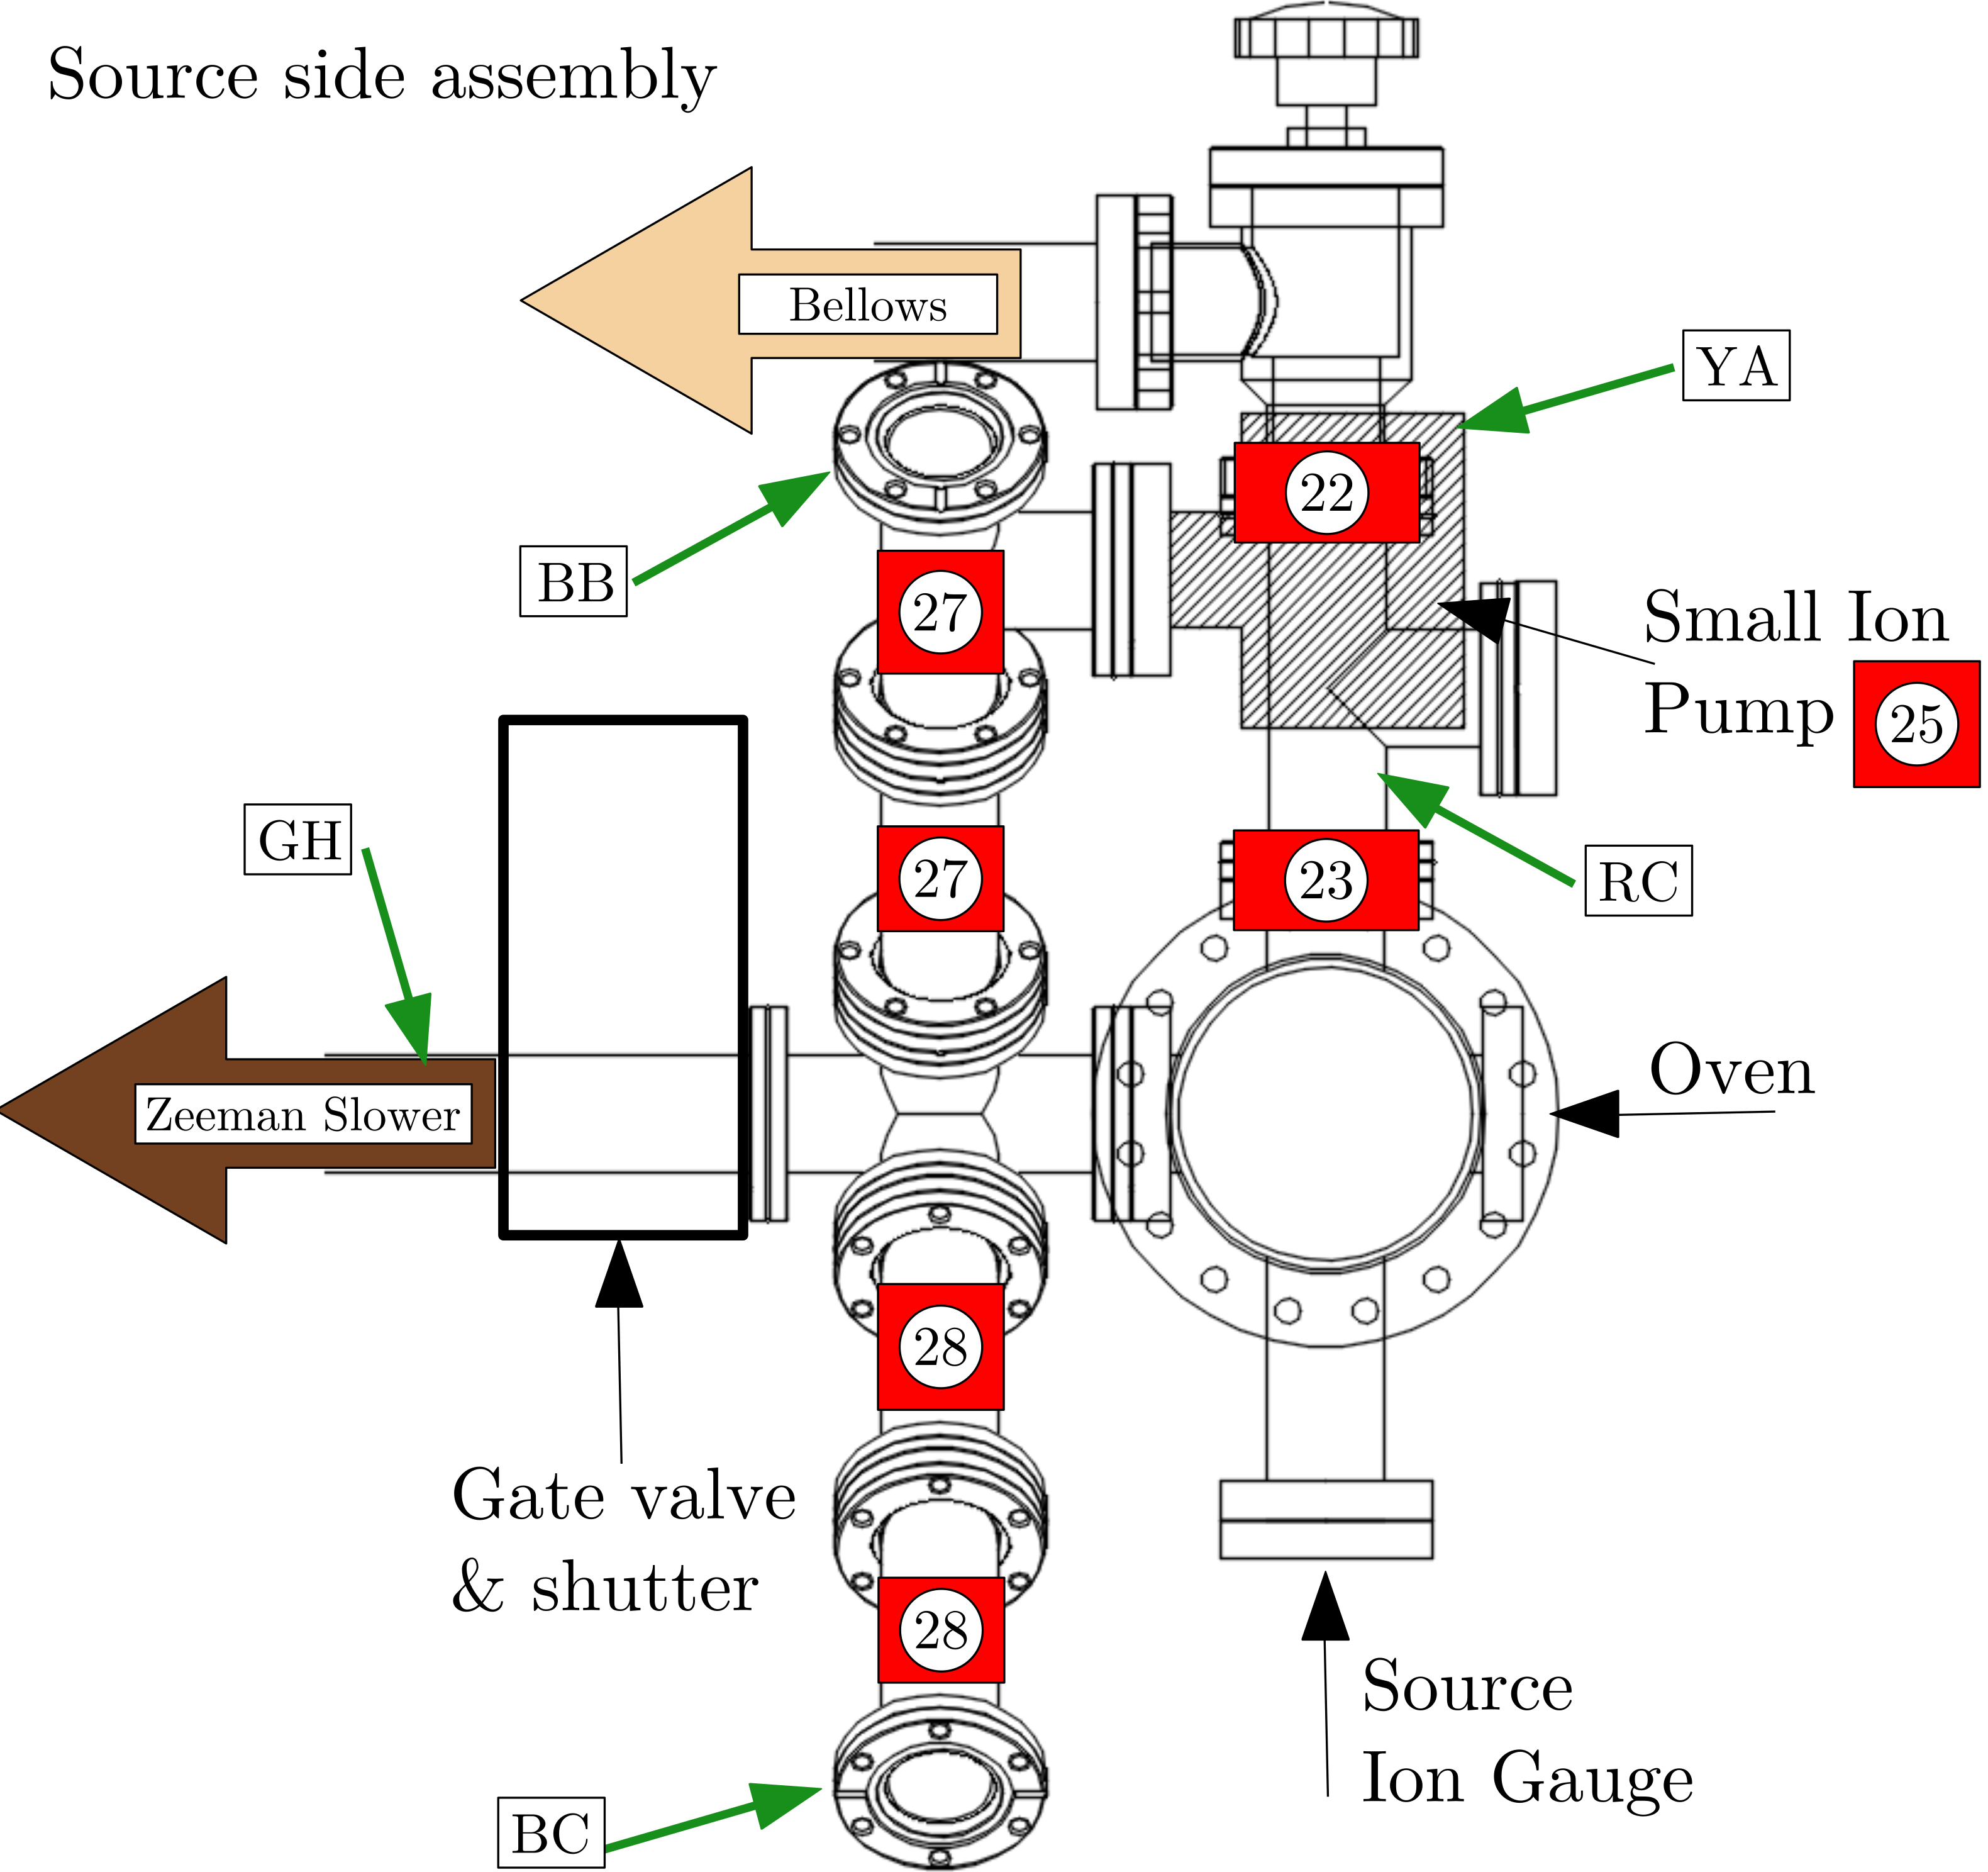 Source side assembly
Bellows
YA
22
BB
27
Small Ion
Pump 25
GH
27
23
RC
Oven
Zeeman Slower
28
Gate valve
& shutter
28
Source
Ion Gauge
BC